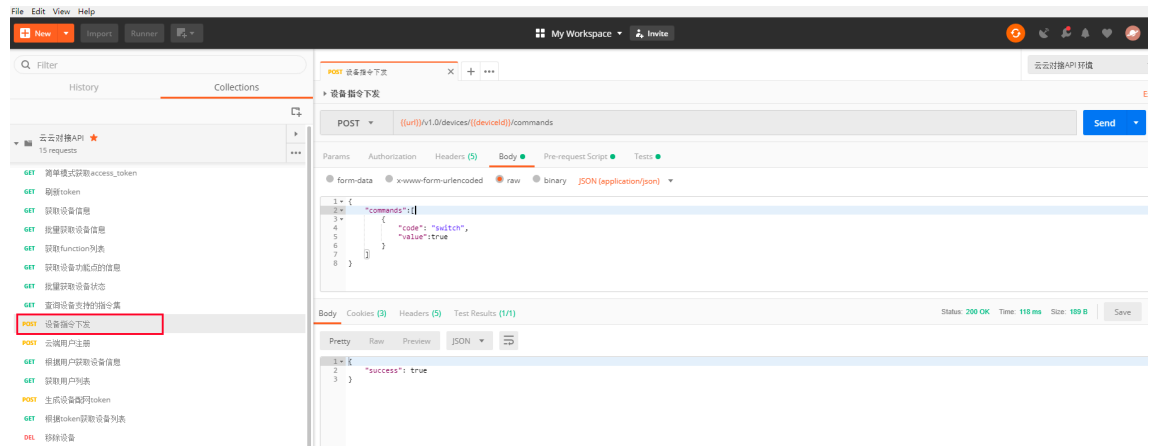 File Edit View Help
New Import Runner My Workspace Invite
Filter
History Collections
云云对接API
15 requests
GET 简单模式获取access_token
GET 刷新token
GET 获取设备信息
GET 批量获取设备信息
GET 获取function列表
GET 获取设备功能点的信息
GET 批量获取设备状态
GET 查询设备支持的指令集
POST 设备指令下发
POST 云端用户注册
GET 根据用户获取设备信息
GET 获取用户列表
POST 生成设备配网token
GET 根据token获取设备列表
DEL 移除设备
POST 设备指令下发 云云对接API环境
设备指令下发
POST {{url}}/v1.0/devices/{{deviceId}}/commands Send
Params Authorization Headers (5) Body Pre-request Script Tests
form-data x-www-form-urlencoded raw binary JSON (application/json)
1 {
2 "commands":[
3 {
4 "code": "switch",
5 "value":true
6 }
7 ]
8 }
Body Cookies (3) Headers (5) Test Results (1/1) Status: 200 OK Time: 118 ms Size: 189 B Save
Pretty Raw Preview JSON
1 {
2 "success": true
3 }